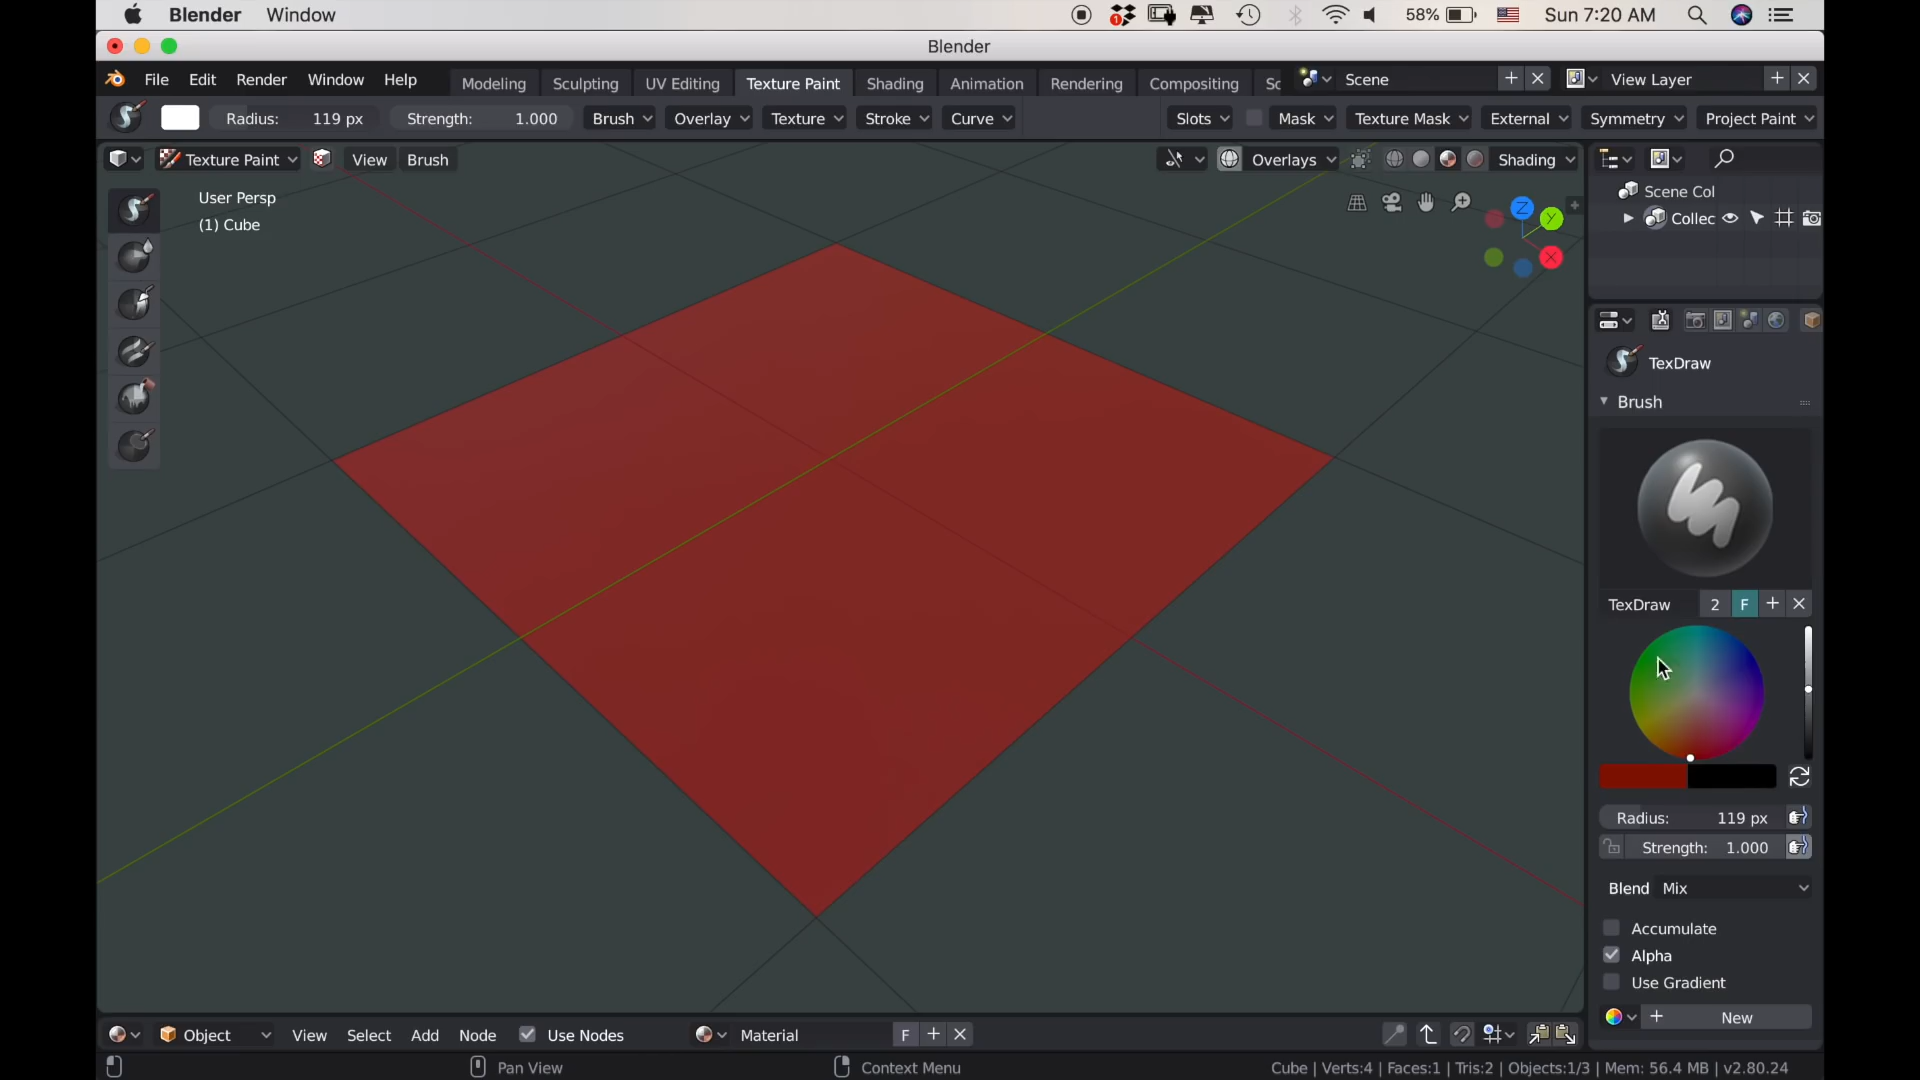 Blender Window 58% Sun 7:20 AM
Blender
File Edit Render Window Help Modeling Sculpting UV Editing Texture Paint Shading Animation Rendering Compositing Sc Scene View Layer
Radius: 119 px Strength: 1.000 Brush Overlay Texture Stroke Curve Slots Mask Texture Mask External Symmetry Project Paint
Texture Paint View Brush Overlays Shading
User Persp
(1) Cube
Z
Y
X
Scene Col
Collec
TexDraw
Brush
TexDraw 2 F
Radius: 119 px
Strength: 1.000
Blend Mix
Accumulate
Alpha
Use Gradient
New
Object View Select Add Node Use Nodes Material F
Pan View Context Menu Cube | Verts:4 | Faces:1 | Tris:2 | Objects:1/3 | Mem: 56.4 MB | v2.80.24